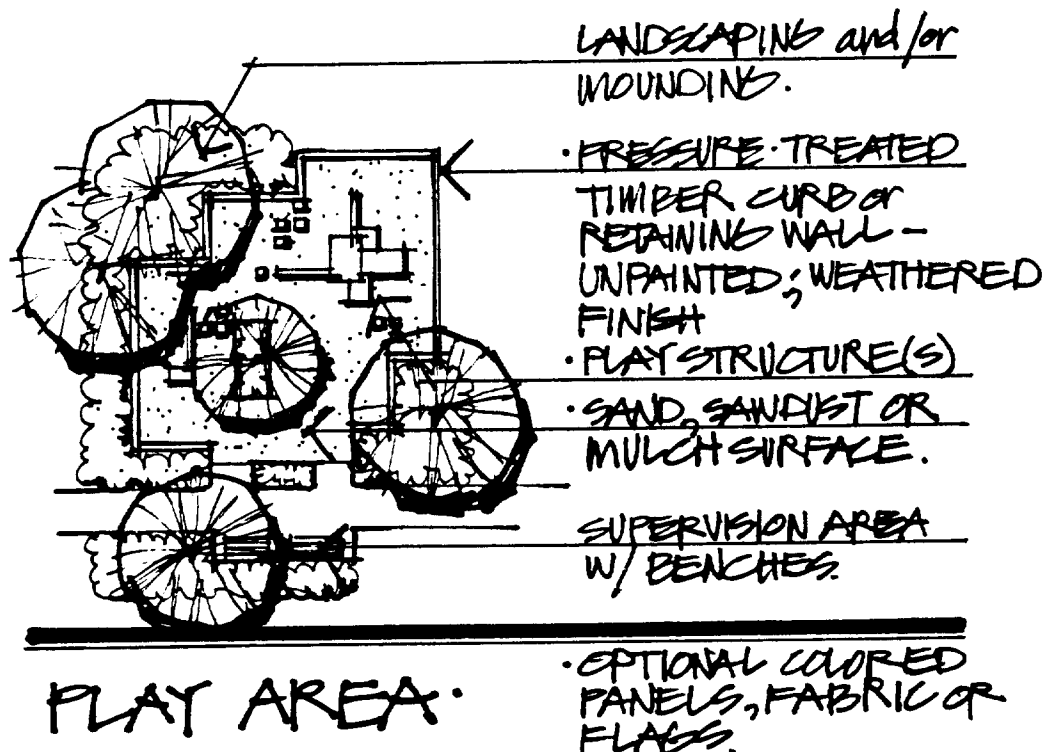 LANDSCAPING and/or
MOUNDING.
· PRESSURE·TREATED
TIMBER CURB or
RETAINING WALL –
UNPAINTED; WEATHERED
FINISH
· PLAY STRUCTURE(S)
· SAND, SAWDUST OR
MULCH SURFACE.
SUPERVISION AREA
W/ BENCHES.
PLAY AREA·
· OPTIONAL COLORED
PANELS, FABRIC OR
FLAGS.